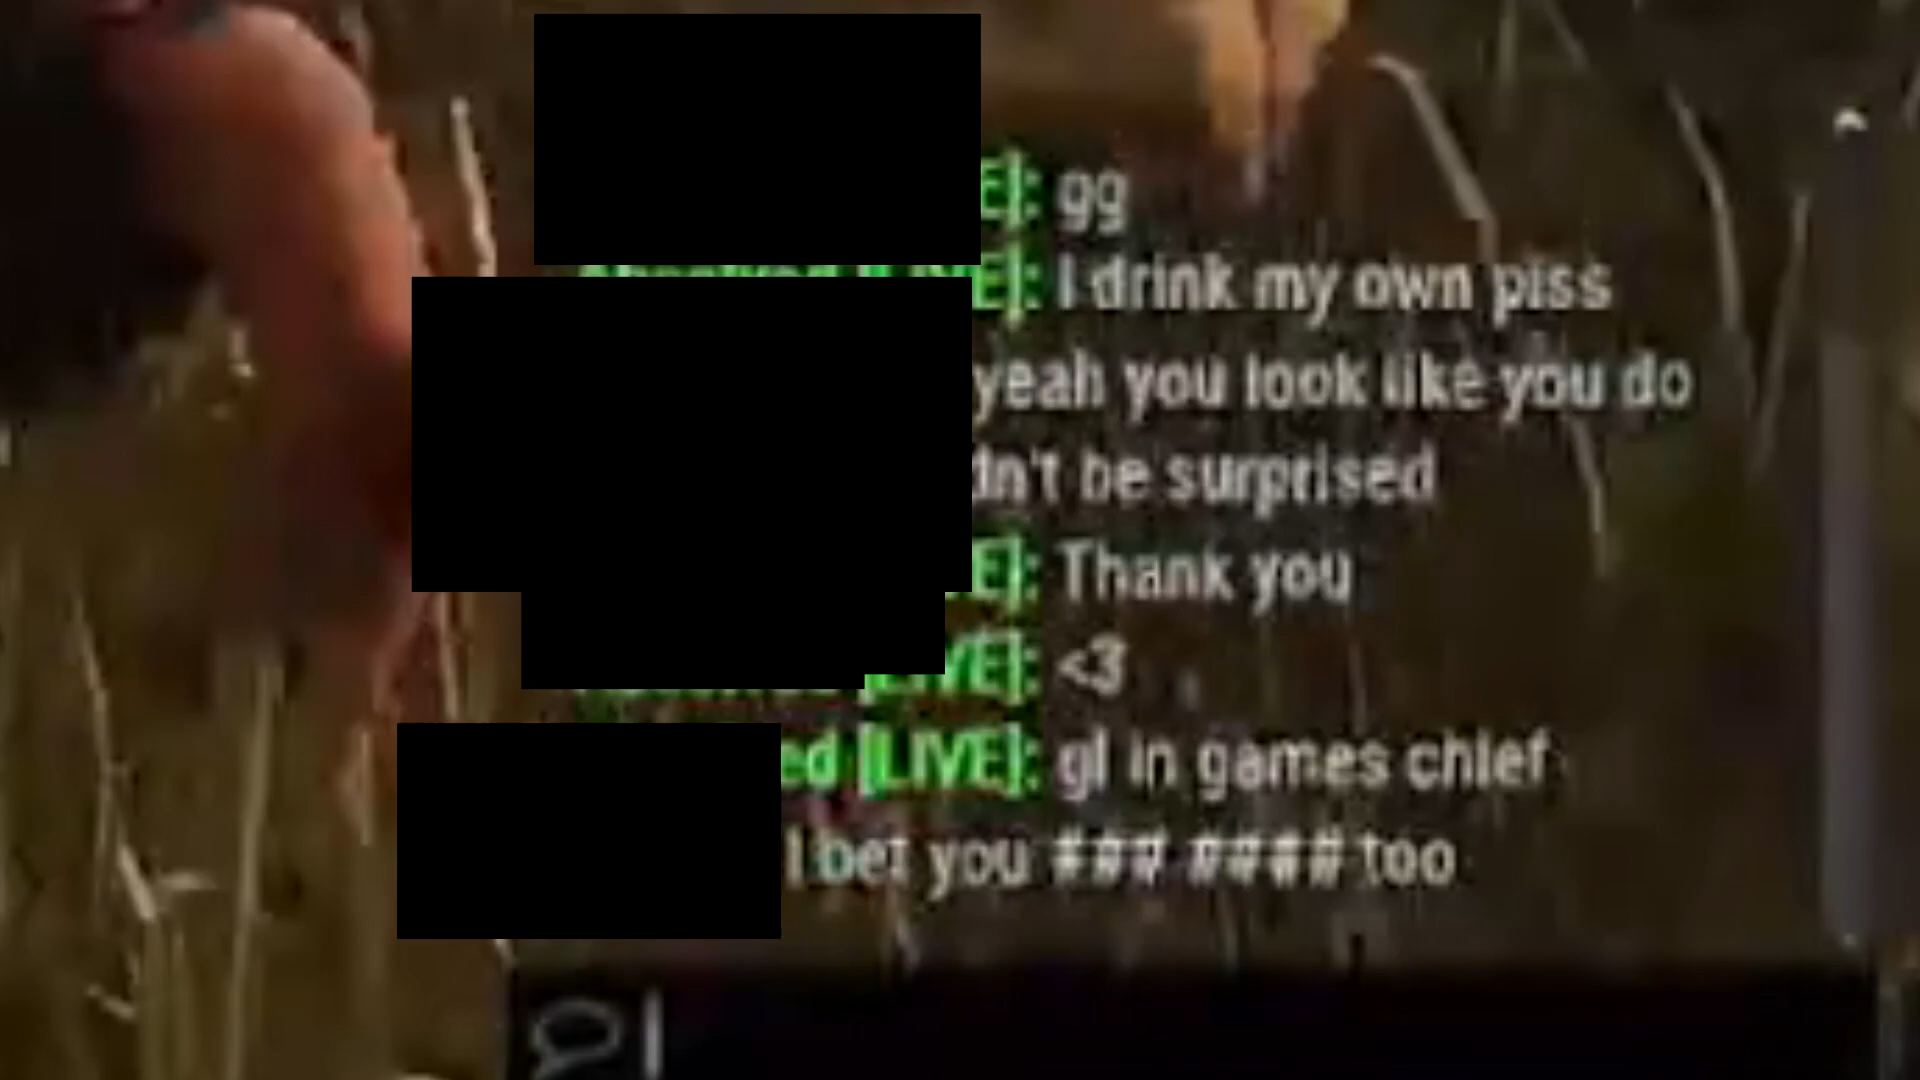 E]: gg
E]: I drink my own piss
yeah you look like you do
dn't be surprised
E]: Thank you
[LIVE]: <3
ed [LIVE]: gl in games chief
I bet you ### #### too